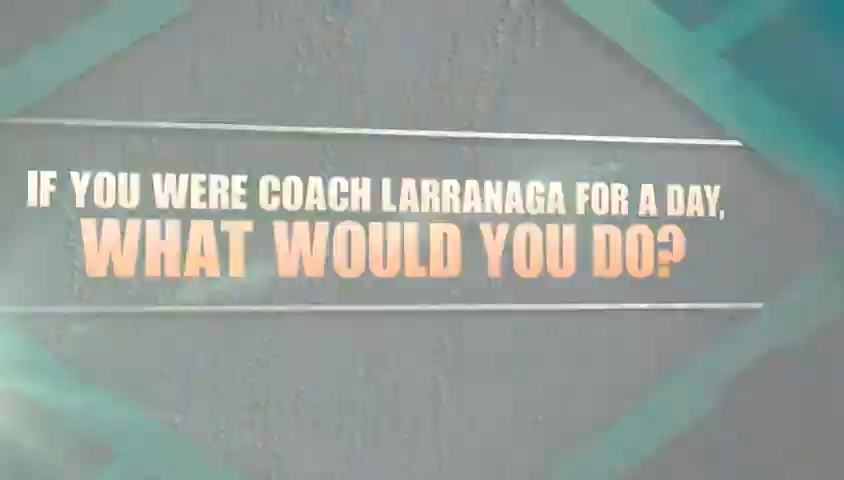 IF YOU WERE COACH LARRANAGA FOR A DAY,
WHAT WOULD YOU DO?